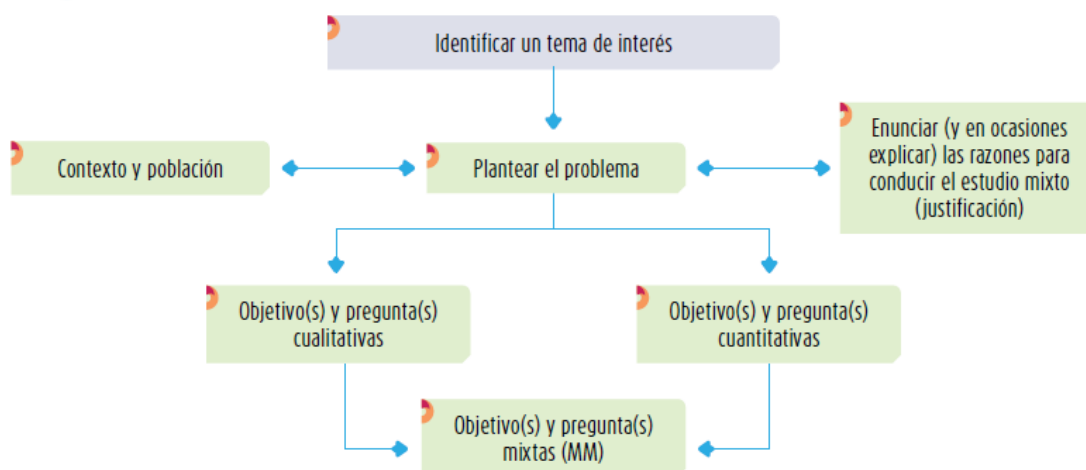 Identificar un tema de interés
Contexto y población
Plantear el problema
Enunciar (y en ocasiones
explicar) las razones para
conducir el estudio mixto
(justificación)
Objetivo(s) y pregunta(s)
cualitativas
Objetivo(s) y pregunta(s)
cuantitativas
Objetivo(s) y pregunta(s)
mixtas (MM)